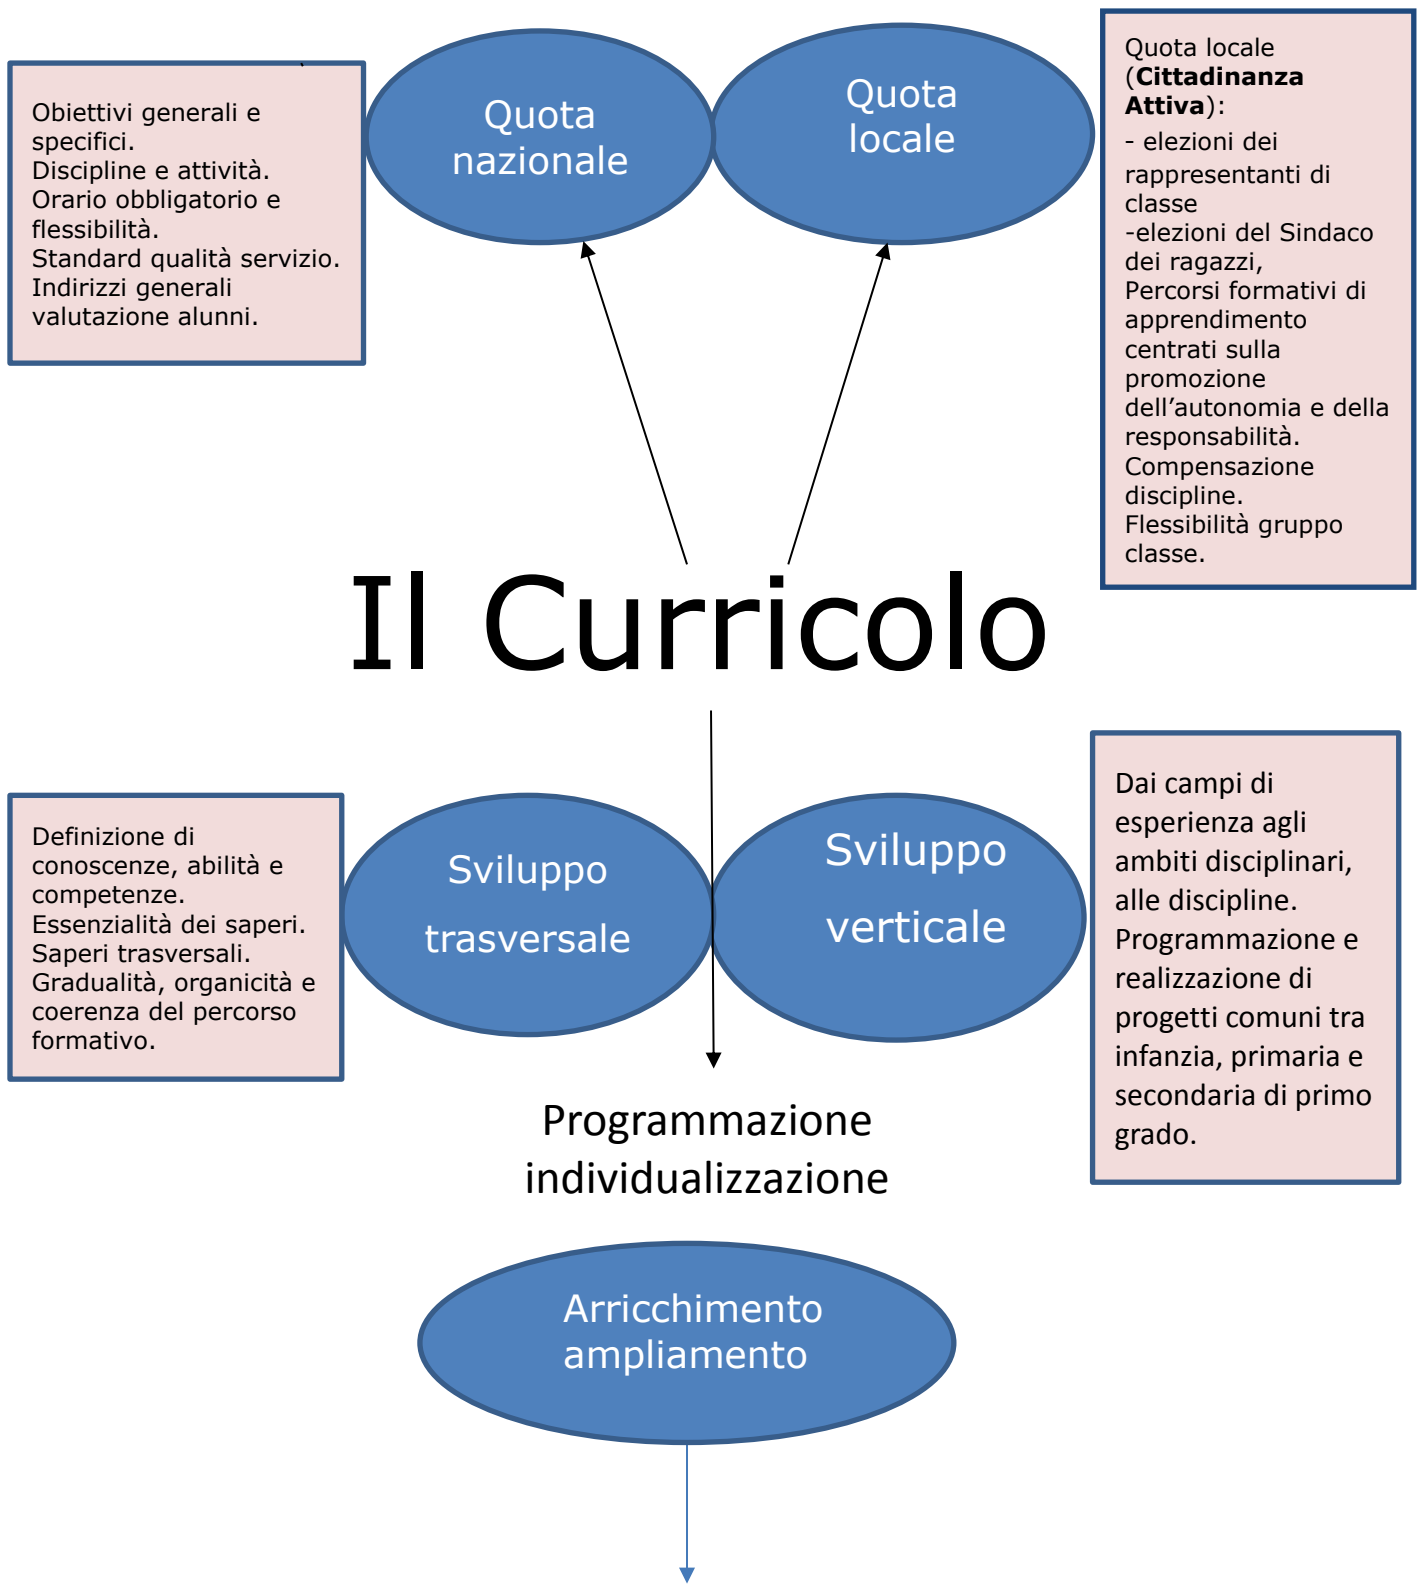 Obiettivi generali e
specifici.
Discipline e attività.
Orario obbligatorio e
flessibilità.
Standard qualità servizio.
Indirizzi generali
valutazione alunni.
Quota
nazionale
Quota
locale
Quota locale
(Cittadinanza
Attiva):
- elezioni dei
rappresentanti di
classe
-elezioni del Sindaco
dei ragazzi,
Percorsi formativi di
apprendimento
centrati sulla
promozione
dell’autonomia e della
responsabilità.
Compensazione
discipline.
Flessibilità gruppo
classe.
Il Curricolo
Definizione di
conoscenze, abilità e
competenze.
Essenzialità dei saperi.
Saperi trasversali.
Gradualità, organicità e
coerenza del percorso
formativo.
Sviluppo
trasversale
Sviluppo
verticale
Dai campi di
esperienza agli
ambiti disciplinari,
alle discipline.
Programmazione e
realizzazione di
progetti comuni tra
infanzia, primaria e
secondaria di primo
grado.
Programmazione
individualizzazione
Arricchimento
ampliamento